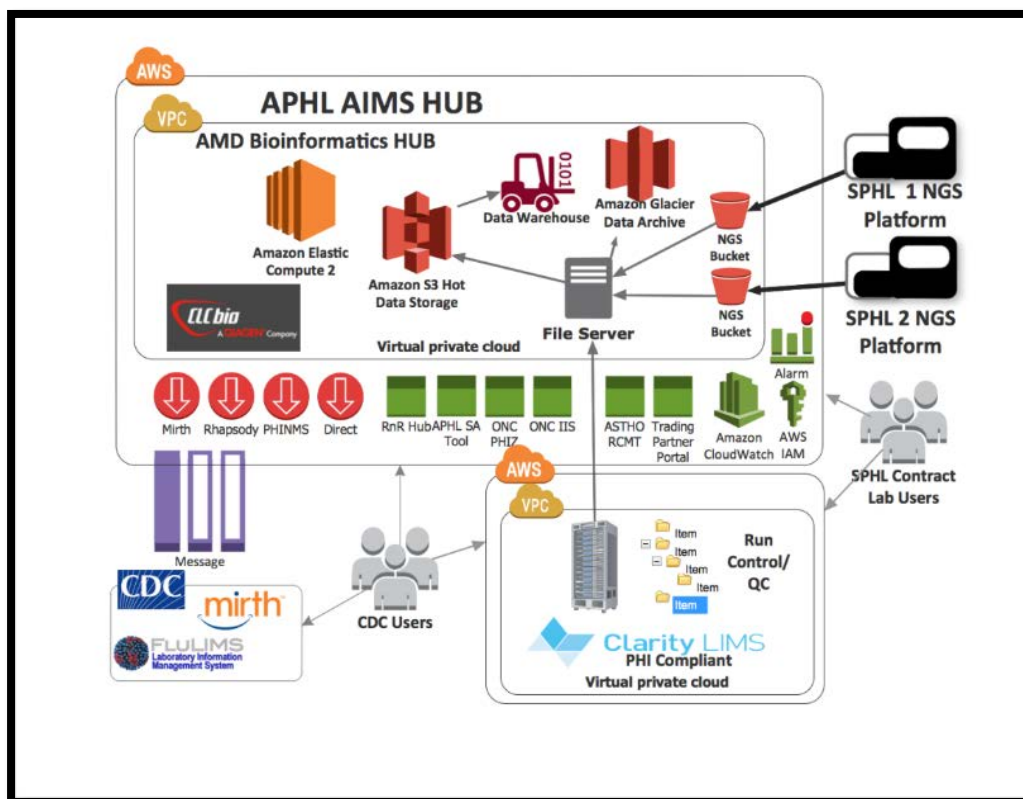 AWS
APHL AIMS HUB
VPC
AMD Bioinformatics HUB
Amazon Elastic
Compute 2
Amazon S3 Hot
Data Storage
0101
Data Warehouse
Amazon Glacier
Data Archive
NGS
Bucket
NGS
Bucket
SPHL 1 NGS
Platform
SPHL 2 NGS
Platform
CLC bio
A QIAGEN Company
File Server
Virtual private cloud
Alarm
Mirth
Rhapsody
PHINMS
Direct
RnR Hub
APHL SA
Tool
ONC
PHIZ
ONC IIS
ASTHO
RCMT
Trading
Partner
Portal
Amazon
CloudWatch
AWS
IAM
SPHL Contract
Lab Users
Message
CDC
mirth™
FLULIMS
Laboratory Information
Management System
CDC Users
AWS
VPC
Item
Item
Item
Item
Item
Run
Control/
QC
Clarity LIMS
PHI Compliant
Virtual private cloud